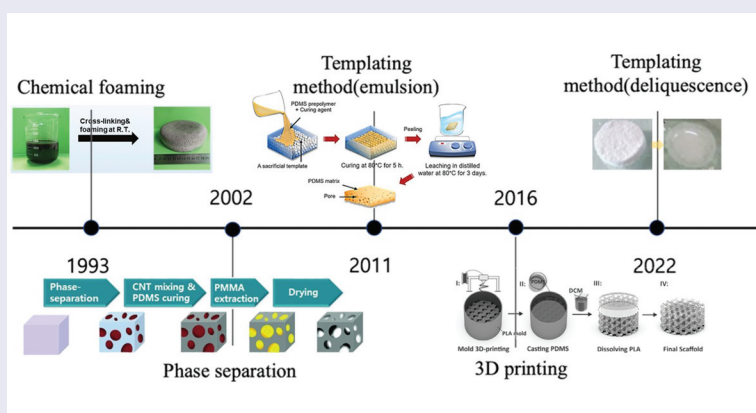 Chemical foaming
Cross-linking&
foaming at R.T.
Templating
method(emulsion)
PDMS prepolymer
+ Curing agent
A sacrificial template
Curing at 80°C for 5 h.
Peeling
Leaching in distilled
water at 80°C for 3 days.
PDMS matrix
Pore
Templating
method(deliquescence)
2002
2016
1993
2011
2022
Phase-
separation
CNT mixing &
PDMS curing
PMMA
extraction
Drying
Phase separation
I:
PLA mold
Mold 3D-printing
II:
PDMS
Casting PDMS
DCM
III:
Dissolving PLA
IV:
Final Scaffold
3D printing